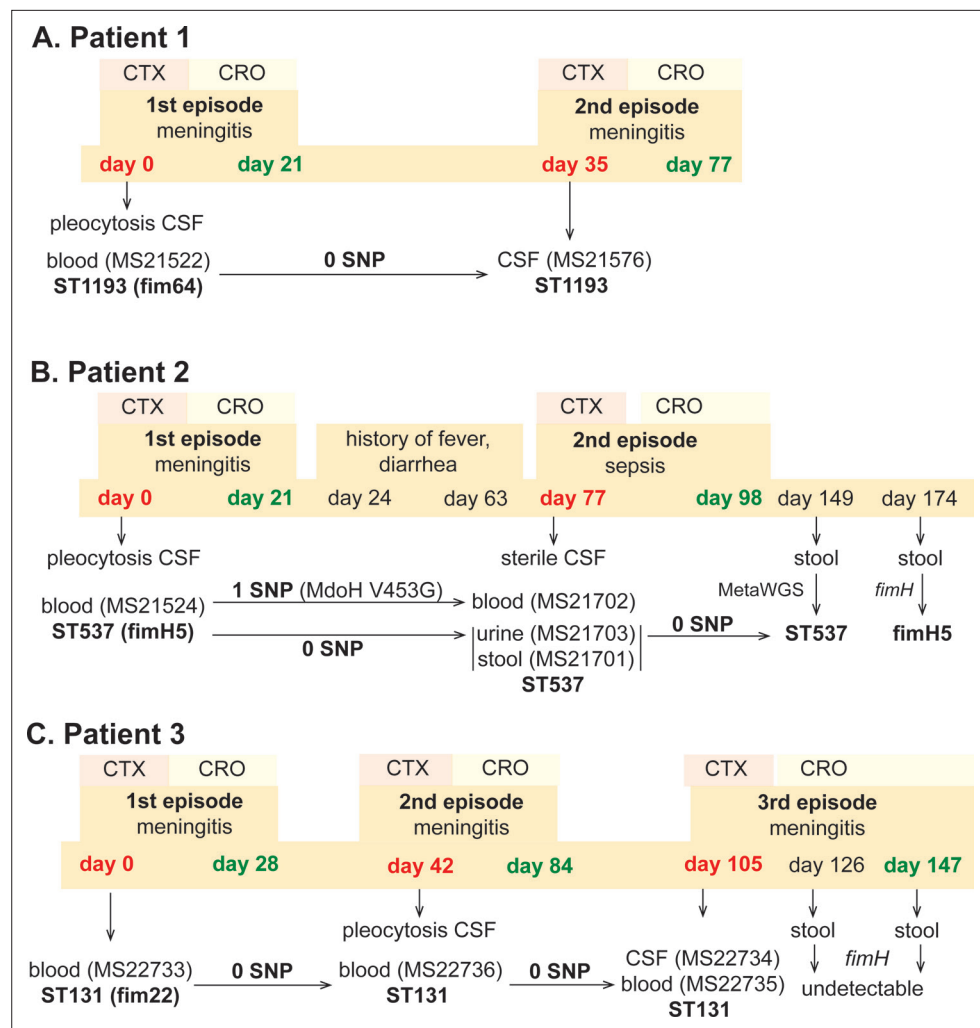 A. Patient 1
CTX CRO CTX CRO
1st episode 2nd episode
meningitis meningitis
day 0 day 21 day 35 day 77
pleocytosis CSF
blood (MS21522) 0 SNP CSF (MS21576)
ST1193 (fim64) ST1193
B. Patient 2
CTX CRO CTX CRO
1st episode history of fever, 2nd episode
meningitis diarrhea sepsis
day 0 day 21 day 24 day 63 day 77 day 98 day 149 day 174
pleocytosis CSF sterile CSF stool stool
1 SNP (MdoH V453G) MetaWGS fimH
blood (MS21524) blood (MS21702)
ST537 (fimH5) 0 SNP urine (MS21703) 0 SNP ST537 fimH5
stool (MS21701)
ST537
C. Patient 3
CTX CRO CTX CRO CTX CRO
1st episode 2nd episode 3rd episode
meningitis meningitis meningitis
day 0 day 28 day 42 day 84 day 105 day 126 day 147
pleocytosis CSF stool stool
CSF (MS22734) fimH
blood (MS22733) 0 SNP blood (MS22736) 0 SNP blood (MS22735) undetectable
ST131 (fim22) ST131 ST131